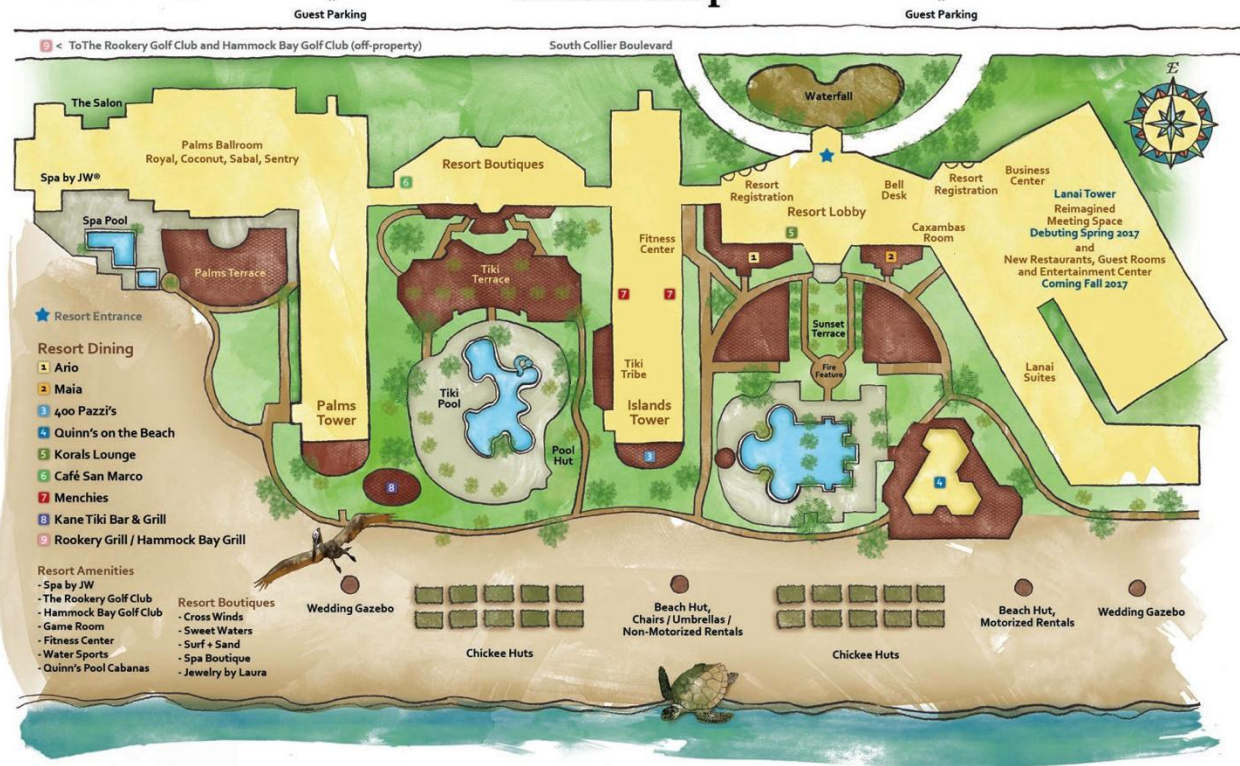 Guest Parking
Guest Parking
9 < ToThe Rookery Golf Club and Hammock Bay Golf Club (off-property)
South Collier Boulevard
E
Waterfall
The Salon
Palms Ballroom
Royal, Coconut, Sabal, Sentry
Spa by JW®
Spa Pool
Palms Terrace
6
Resort Boutiques
Tiki
Terrace
Fitness
Center
7
7
Resort
Registration
Resort Lobby
5
Bell
Desk
Resort
Registration
Caxambas
Room
Business
Center
1
2
Lanai Tower
Reimagined
Meeting Space
Debuting Spring 2017
and
New Restaurants, Guest Rooms
and Entertainment Center
Coming Fall 2017
Sunset
Terrace
Fire
Feature
Lanai
Suites
Tiki
Tribe
Islands
Tower
3
Tiki
Pool
Pool
Hut
Palms
Tower
8
4
Resort Entrance
Resort Dining
1 Ario
2 Maia
3 400 Pazzi's
4 Quinn's on the Beach
5 Korals Lounge
6 Café San Marco
7 Menchies
8 Kane Tiki Bar & Grill
9 Rookery Grill / Hammock Bay Grill
Resort Amenities
- Spa by JW
- The Rookery Golf Club
- Hammock Bay Golf Club
- Game Room
- Fitness Center
- Water Sports
- Quinn's Pool Cabanas
Resort Boutiques
- Cross Winds
- Sweet Waters
- Surf + Sand
- Spa Boutique
- Jewelry by Laura
Wedding Gazebo
Chickee Huts
Beach Hut,
Chairs / Umbrellas /
Non-Motorized Rentals
Chickee Huts
Beach Hut,
Motorized Rentals
Wedding Gazebo